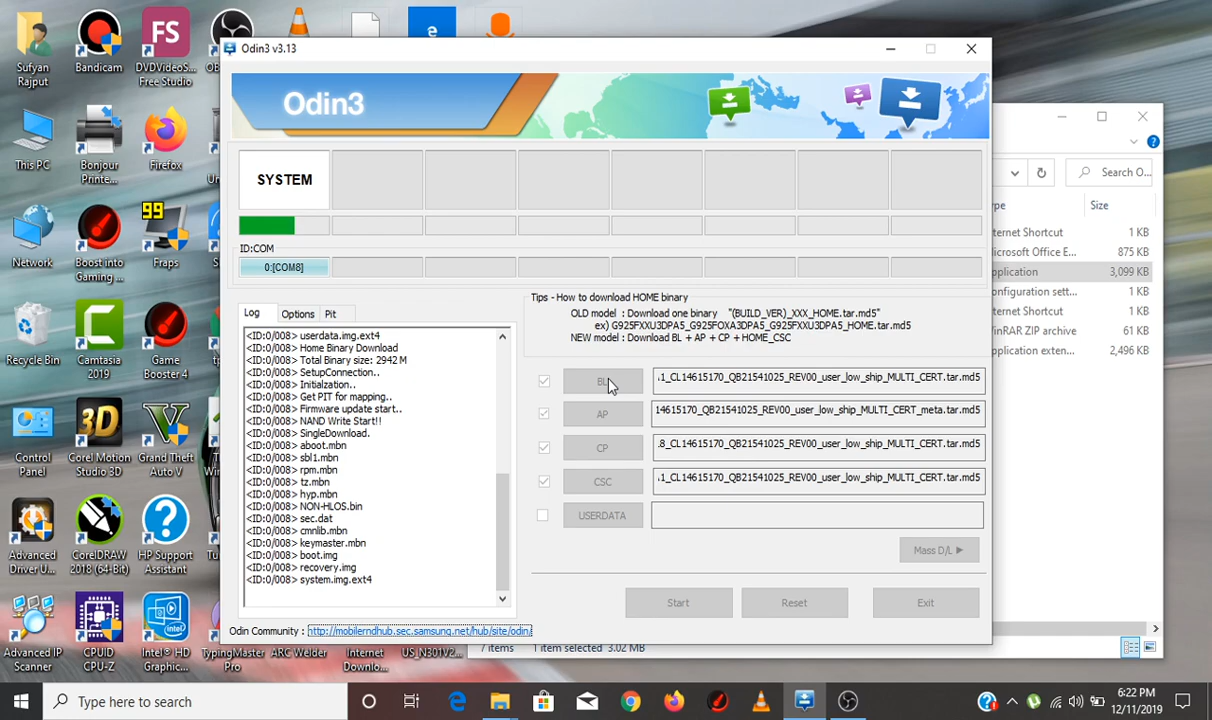 Sufyan
Rajput
Bandicam
FS
DVDVideoS...
Free Studio
OB
This PC
Bonjour
Printe...
Firefox
Un
Network
Boost into
Gaming ...
99
Fraps
Recycle Bin
Camtasia
2019
Game
Booster 4
Control
Panel
Corel Motion
Studio 3D
Grand Theft
Auto V
Advanced
Driver U...
CorelDRAW
2018 (64-Bit)
HP Support
Assistant
Tu
Advanced IP
Scanner
CPUID
CPU-Z
Intel® HD
Graphic...
TypingMaster
Pro
ARC Welder
Internet
Downlo...
US_N301V2...
Odin3 v3.13
Odin3
SYSTEM
ID:COM
0:[COM8]
Log
Options
Pit
<ID:0/008> userdata.img.ext4
<ID:0/008> Home Binary Download
<ID:0/008> Total Binary size: 2942 M
<ID:0/008> SetupConnection..
<ID:0/008> Initialzation..
<ID:0/008> Get PIT for mapping..
<ID:0/008> Firmware update start..
<ID:0/008> NAND Write Start!!
<ID:0/008> SingleDownload.
<ID:0/008> aboot.mbn
<ID:0/008> sbl1.mbn
<ID:0/008> rpm.mbn
<ID:0/008> tz.mbn
<ID:0/008> hyp.mbn
<ID:0/008> NON-HLOS.bin
<ID:0/008> sec.dat
<ID:0/008> cmnlib.mbn
<ID:0/008> keymaster.mbn
<ID:0/008> boot.img
<ID:0/008> recovery.img
<ID:0/008> system.img.ext4
Tips - How to download HOME binary
OLD model : Download one binary "(BUILD_VER)_XXX_HOME.tar.md5"
ex) G925FXXU3DPA5_G925FOXA3DPA5_G925FXXU3DPA5_HOME.tar.md5
NEW model : Download BL + AP + CP + HOME_CSC
BL
.1_CL14615170_QB21541025_REV00_user_low_ship_MULTI_CERT.tar.md5
AP
14615170_QB21541025_REV00_user_low_ship_MULTI_CERT_meta.tar.md5
CP
.8_CL14615170_QB21541025_REV00_user_low_ship_MULTI_CERT.tar.md5
CSC
.1_CL14615170_QB21541025_REV00_user_low_ship_MULTI_CERT.tar.md5
USERDATA
Mass D/L ►
Start
Reset
Exit
Odin Community : http://mobilerndhub.sec.samsung.net/hub/site/odin/
Search O...
ype
Size
ternet Shortcut
1 KB
icrosoft Office E...
875 KB
pplication
3,099 KB
onfiguration sett...
1 KB
ternet Shortcut
1 KB
inRAR ZIP archive
61 KB
pplication exten...
2,496 KB
7 items
1 item selected 3.02 MB
Type here to search
6:22 PM
12/11/2019